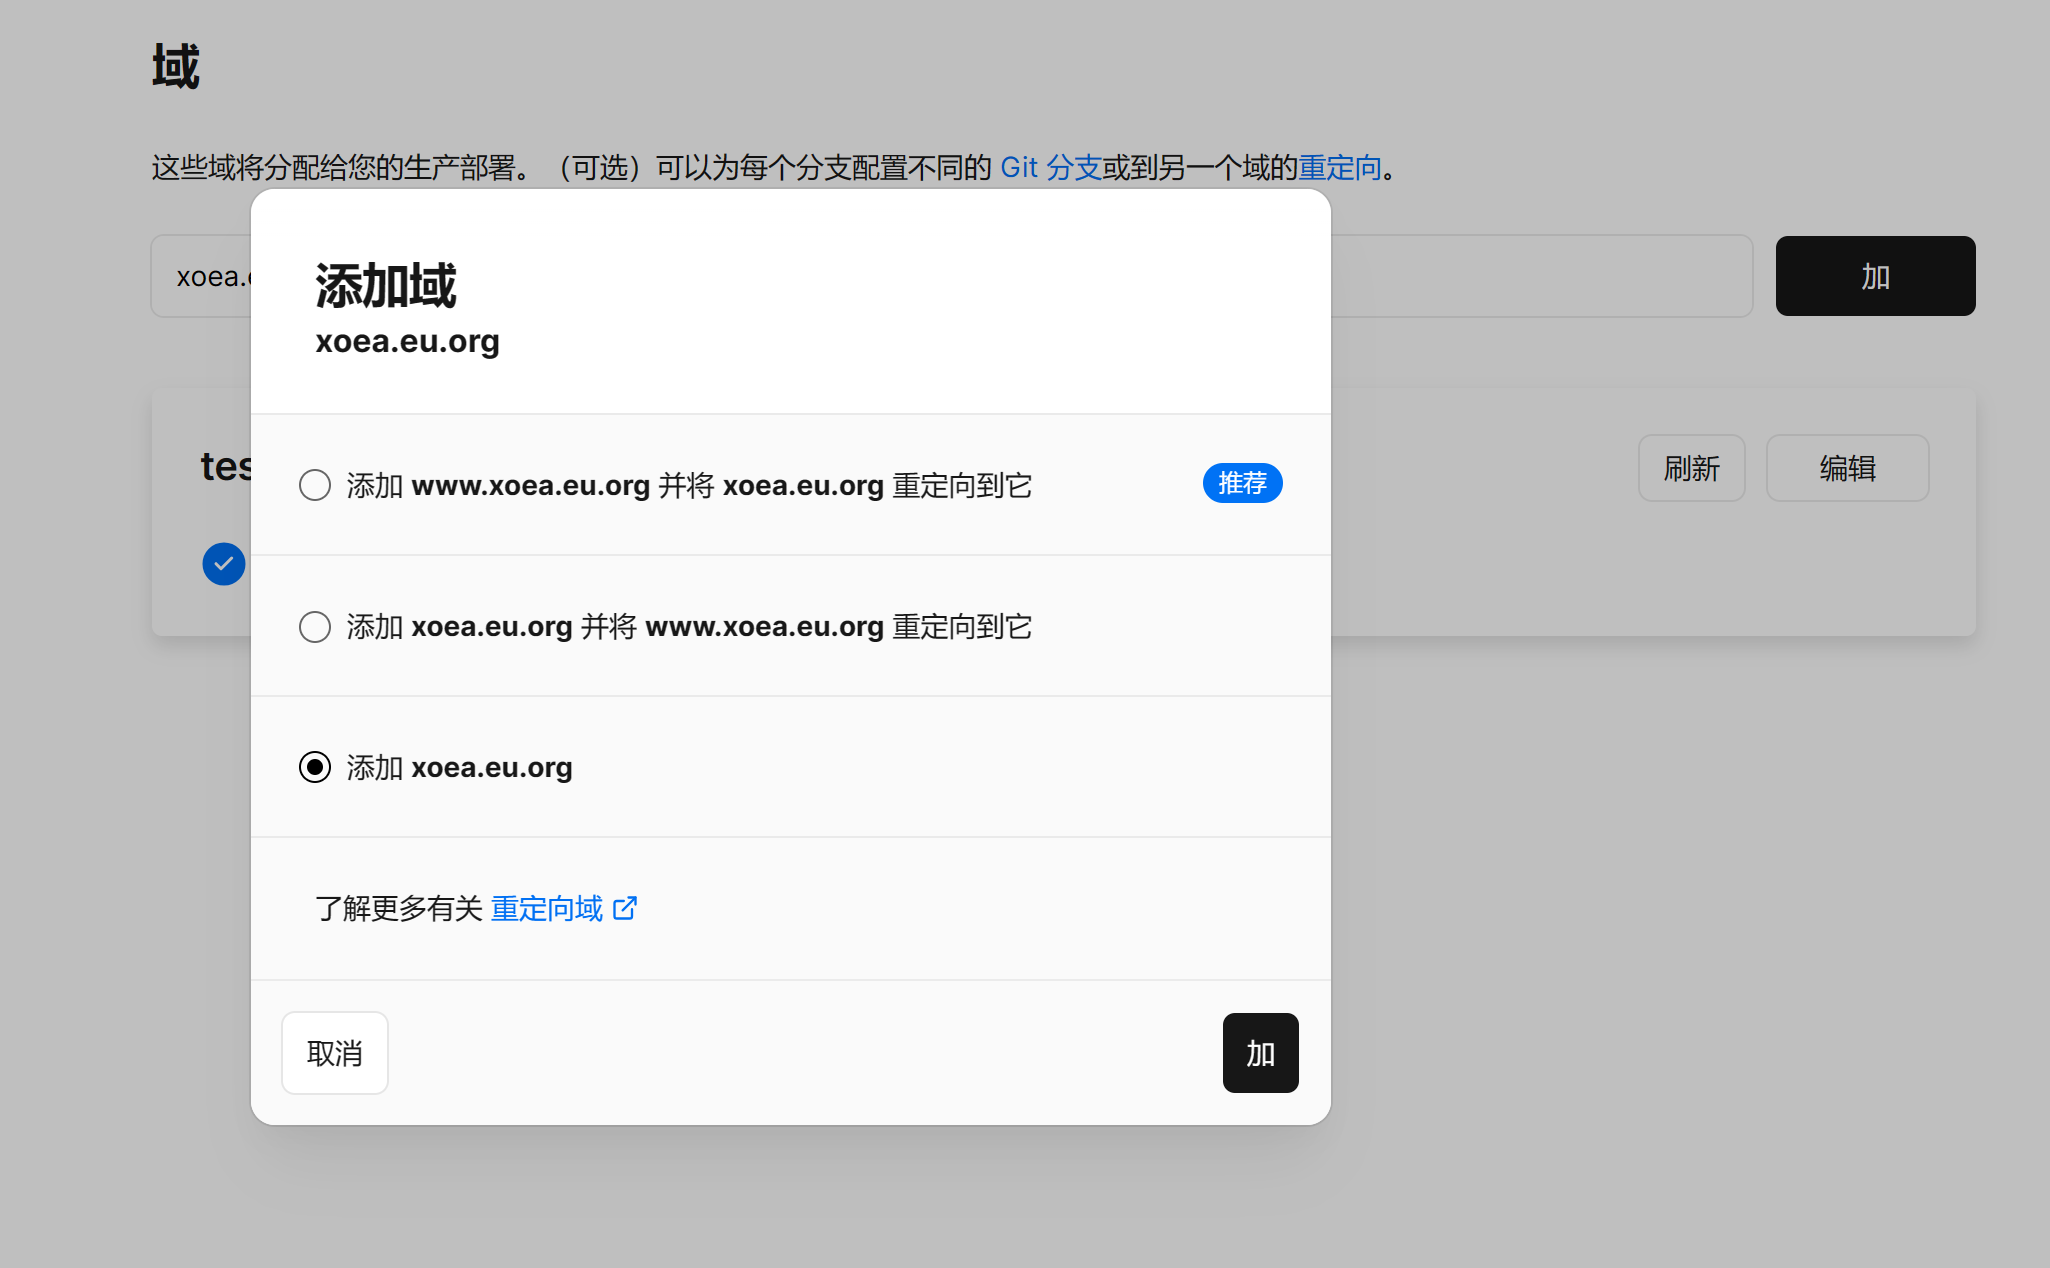 域
这些域将分配给您的生产部署。（可选）可以为每个分支配置不同的 Git 分支或到另一个域的重定向。
xoea.
加
添加域
xoea.eu.org
tes
刷新
编辑
添加 www.xoea.eu.org 并将 xoea.eu.org 重定向到它
推荐
添加 xoea.eu.org 并将 www.xoea.eu.org 重定向到它
添加 xoea.eu.org
了解更多有关 重定向域
取消
加